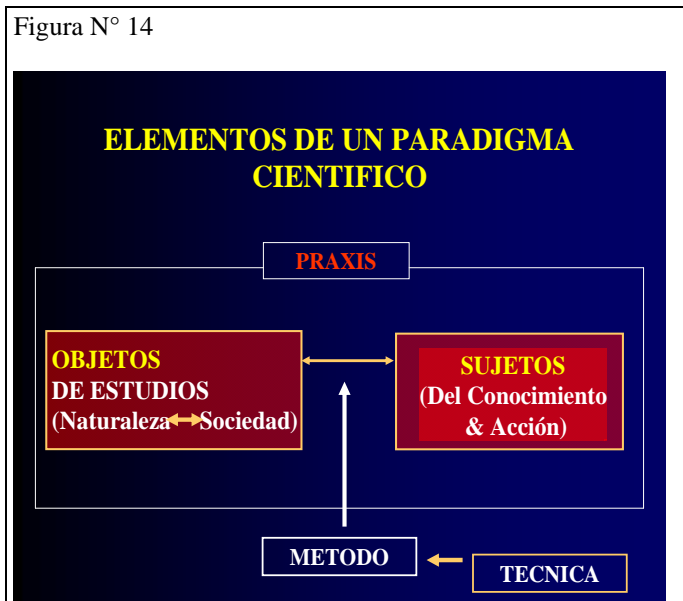 Figura N° 14
ELEMENTOS DE UN PARADIGMA
CIENTIFICO
PRAXIS
OBJETOS
DE ESTUDIOS
(Naturaleza↔Sociedad)
SUJETOS
(Del Conocimiento
& Acción)
METODO
TECNICA